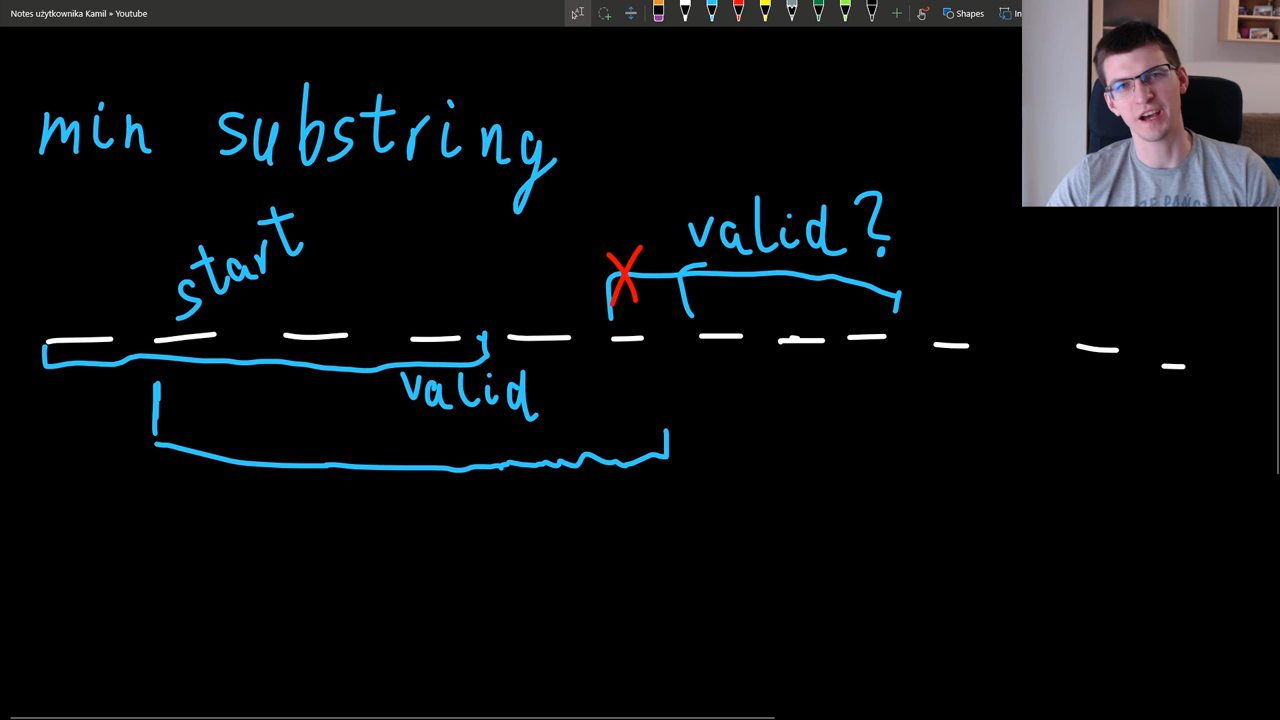 Notes użytkownika Kamil » Youtube
Shapes
min substring
start
valid?
valid